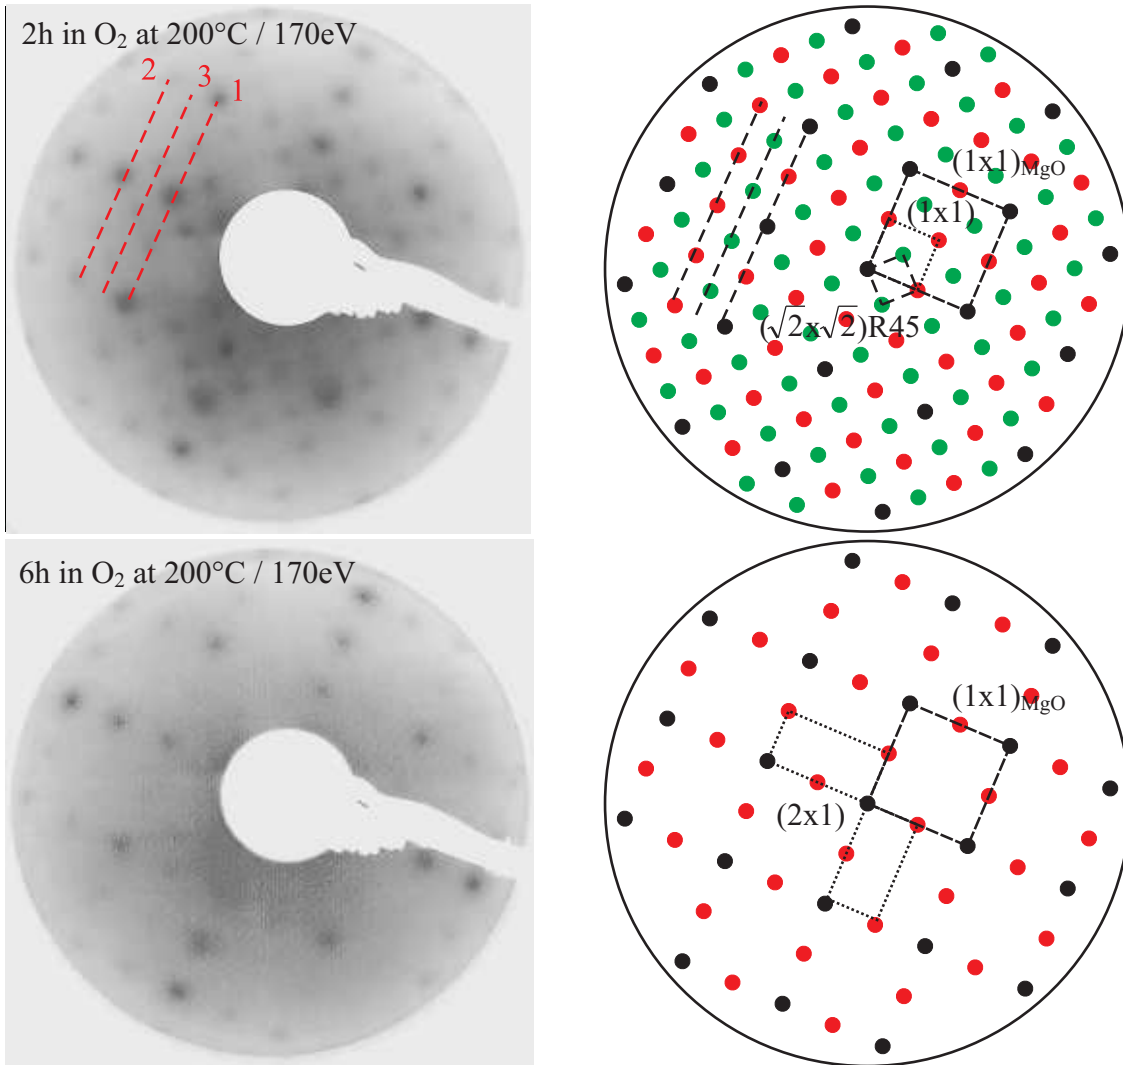 2h in O₂ at 200°C / 170eV
2
3
1
(1x1)MgO
(1x1)
(√2x√2)R45
6h in O₂ at 200°C / 170eV
(1x1)MgO
(2x1)